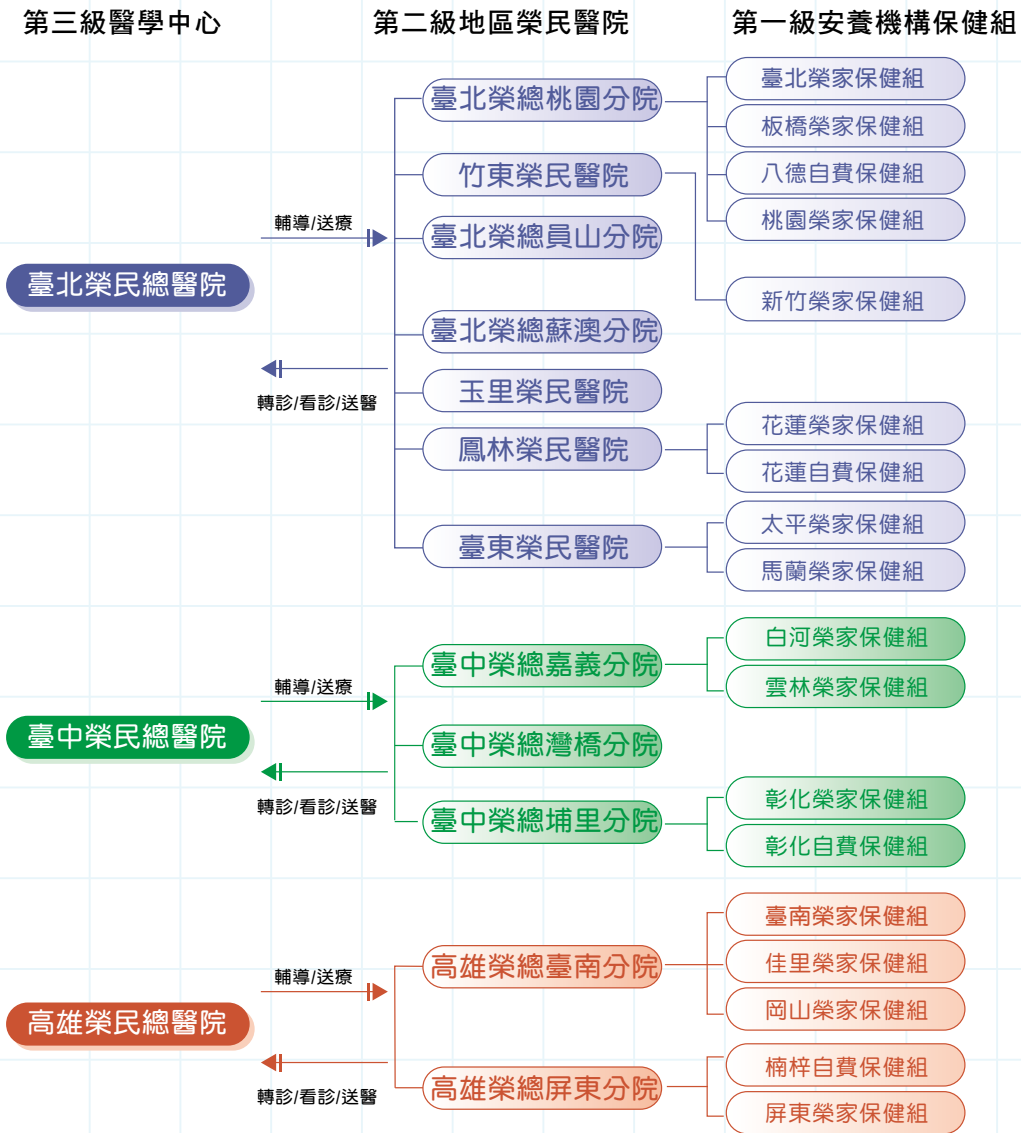 第三級醫學中心
第二級地區榮民醫院
第一級安養機構保健組
臺北榮民總醫院
輔導/送療
轉診/看診/送醫
臺北榮總桃園分院
臺北榮家保健組
板橋榮家保健組
八德自費保健組
桃園榮家保健組
竹東榮民醫院
新竹榮家保健組
臺北榮總員山分院
臺北榮總蘇澳分院
玉里榮民醫院
鳳林榮民醫院
花蓮榮家保健組
花蓮自費保健組
臺東榮民醫院
太平榮家保健組
馬蘭榮家保健組
臺中榮民總醫院
輔導/送療
轉診/看診/送醫
臺中榮總嘉義分院
白河榮家保健組
雲林榮家保健組
臺中榮總灣橋分院
臺中榮總埔里分院
彰化榮家保健組
彰化自費保健組
高雄榮民總醫院
輔導/送療
轉診/看診/送醫
高雄榮總臺南分院
臺南榮家保健組
佳里榮家保健組
岡山榮家保健組
高雄榮總屏東分院
楠梓自費保健組
屏東榮家保健組